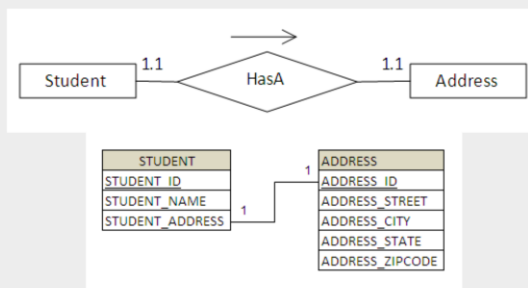 1.1 1.1
Student HasA Address
STUDENT
STUDENT_ID
STUDENT_NAME
STUDENT_ADDRESS
1
1
ADDRESS
ADDRESS_ID
ADDRESS_STREET
ADDRESS_CITY
ADDRESS_STATE
ADDRESS_ZIPCODE